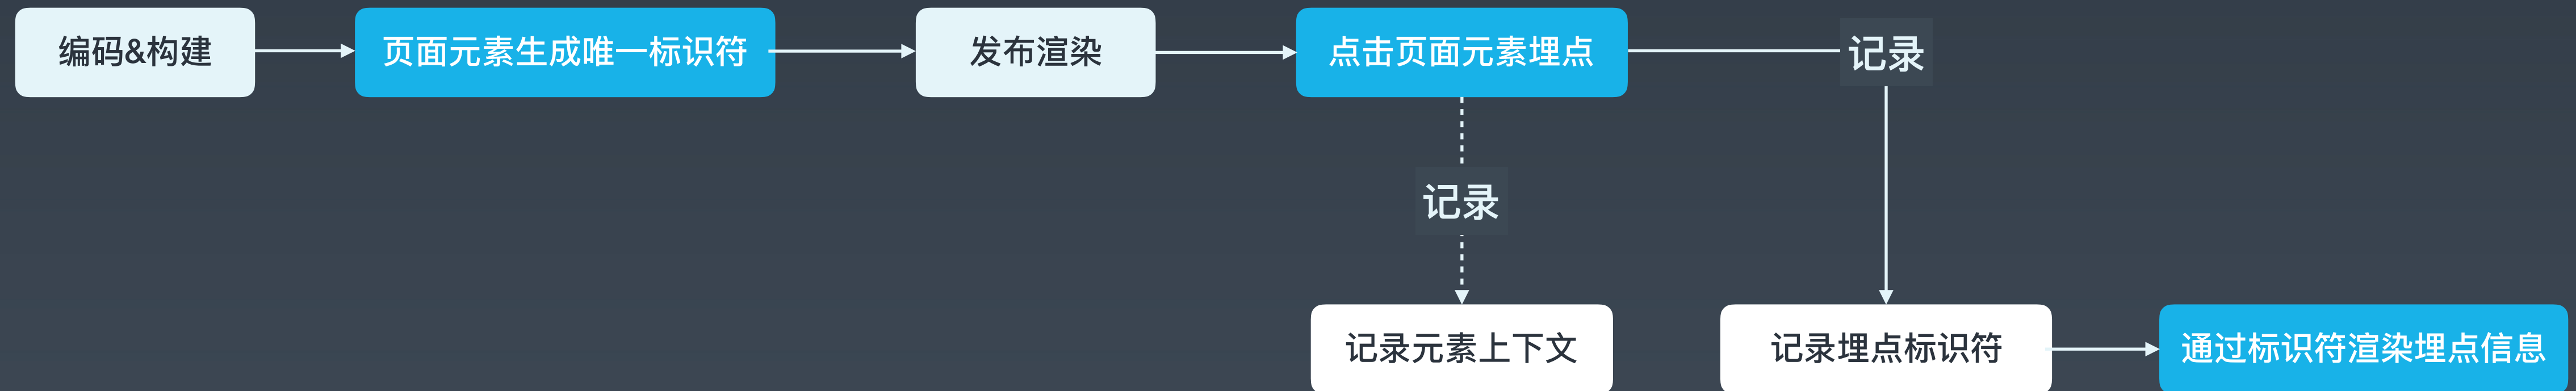 编码&构建
页面元素生成唯一标识符
发布渲染
点击页面元素埋点
记录
记录
记录元素上下文
记录埋点标识符
通过标识符渲染埋点信息